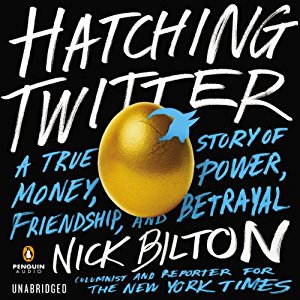 HATCHING
TWITTER
A TRUE STORY OF
MONEY, POWER,
FRIENDSHIP, AND BETRAYAL
NICK BILTON
COLUMNIST AND REPORTER FOR
THE NEW YORK TIMES
PENGUIN
AUDIO
UNABRIDGED